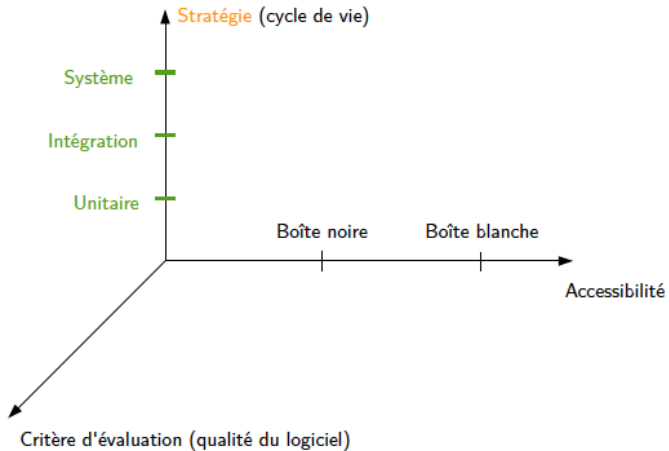 Stratégie (cycle de vie)
Système
Intégration
Unitaire
Boîte noire
Boîte blanche
Accessibilité
Critère d'évaluation (qualité du logiciel)